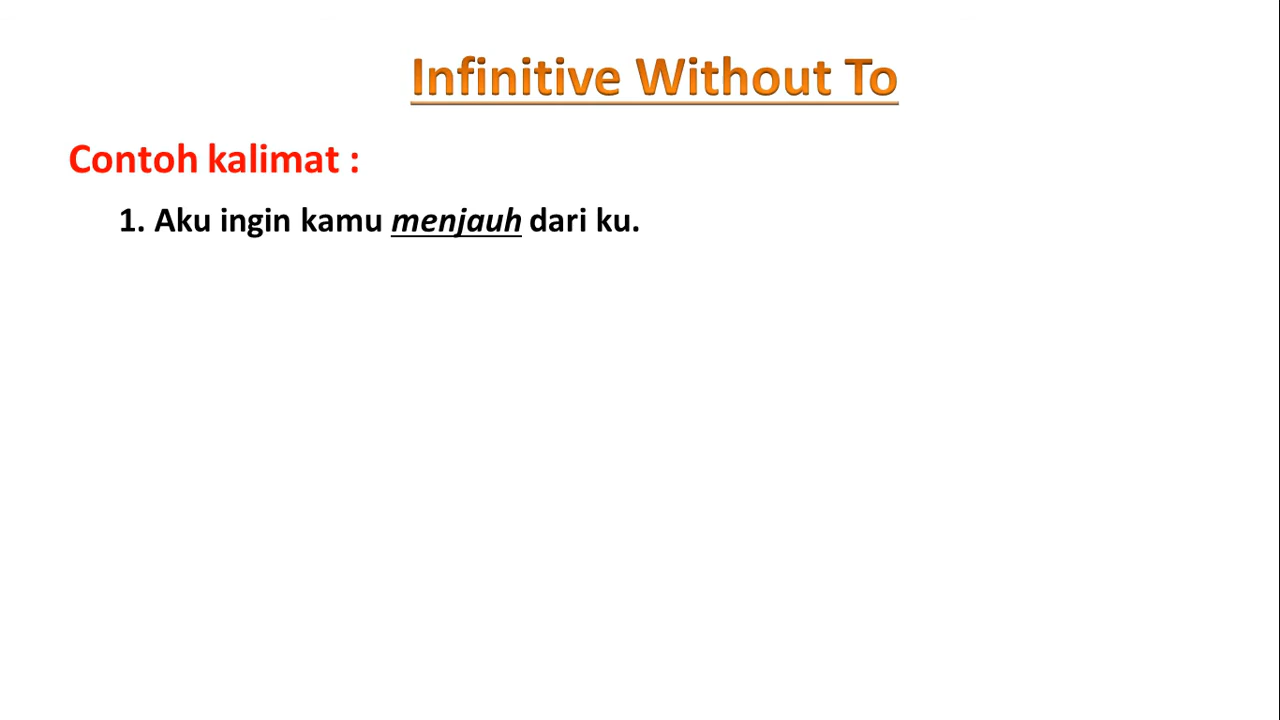 Infinitive Without To
Contoh kalimat :
1. Aku ingin kamu menjauh dari ku.